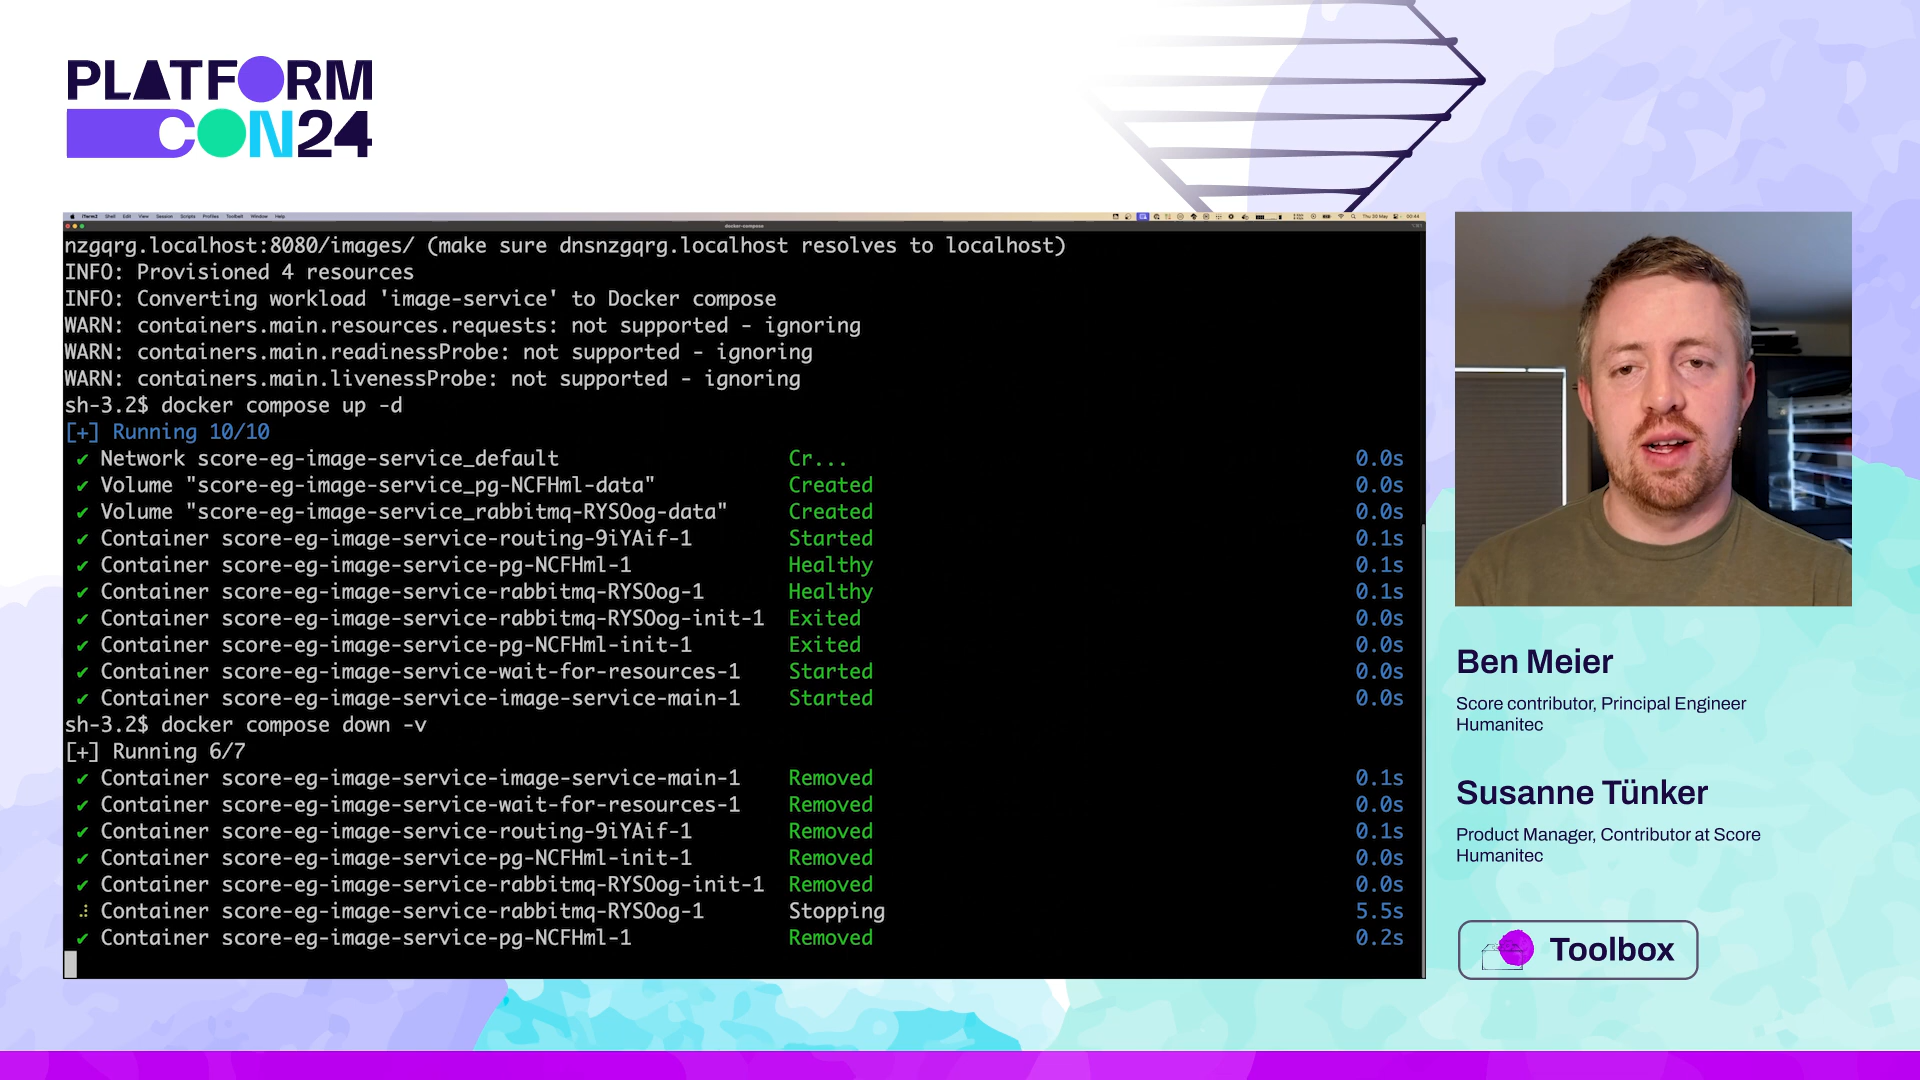 PLATFORM
CON24
iTerm2 Shell Edit View Session Scripts Profiles Toolbelt Window Help
docker-compose
nzgqrg.localhost:8080/images/ (make sure dnsnzgqrg.localhost resolves to localhost)
INFO: Provisioned 4 resources
INFO: Converting workload 'image-service' to Docker compose
WARN: containers.main.resources.requests: not supported - ignoring
WARN: containers.main.readinessProbe: not supported - ignoring
WARN: containers.main.livenessProbe: not supported - ignoring
sh-3.2$ docker compose up -d
[+] Running 10/10
✔ Network score-eg-image-service_default Cr... 0.0s
✔ Volume "score-eg-image-service_pg-NCFHml-data" Created 0.0s
✔ Volume "score-eg-image-service_rabbitmq-RYSOog-data" Created 0.0s
✔ Container score-eg-image-service-routing-9iYAif-1 Started 0.1s
✔ Container score-eg-image-service-pg-NCFHml-1 Healthy 0.1s
✔ Container score-eg-image-service-rabbitmq-RYSOog-1 Healthy 0.1s
✔ Container score-eg-image-service-rabbitmq-RYSOog-init-1 Exited 0.0s
✔ Container score-eg-image-service-pg-NCFHml-init-1 Exited 0.0s
✔ Container score-eg-image-service-wait-for-resources-1 Started 0.0s
✔ Container score-eg-image-service-image-service-main-1 Started 0.0s
sh-3.2$ docker compose down -v
[+] Running 6/7
✔ Container score-eg-image-service-image-service-main-1 Removed 0.1s
✔ Container score-eg-image-service-wait-for-resources-1 Removed 0.0s
✔ Container score-eg-image-service-routing-9iYAif-1 Removed 0.1s
✔ Container score-eg-image-service-pg-NCFHml-init-1 Removed 0.0s
✔ Container score-eg-image-service-rabbitmq-RYSOog-init-1 Removed 0.0s
Container score-eg-image-service-rabbitmq-RYSOog-1 Stopping 5.5s
✔ Container score-eg-image-service-pg-NCFHml-1 Removed 0.2s
Ben Meier
Score contributor, Principal Engineer
Humanitec
Susanne Tünker
Product Manager, Contributor at Score
Humanitec
Toolbox